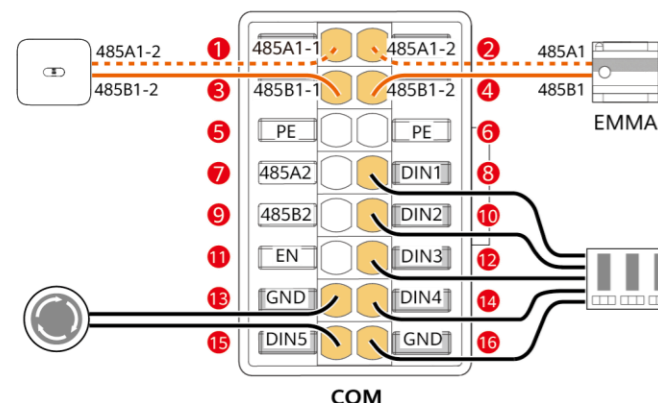 485A1-2 1 485A1-1 485A1-2 2 485A1
485B1-2 3 485B1-1 485B1-2 4 485B1
EMMA
5 PE PE 6
7 485A2 DIN1 8
9 485B2 DIN2 10
11 EN DIN3 12
13 GND DIN4 14
15 DIN5 GND 16
COM